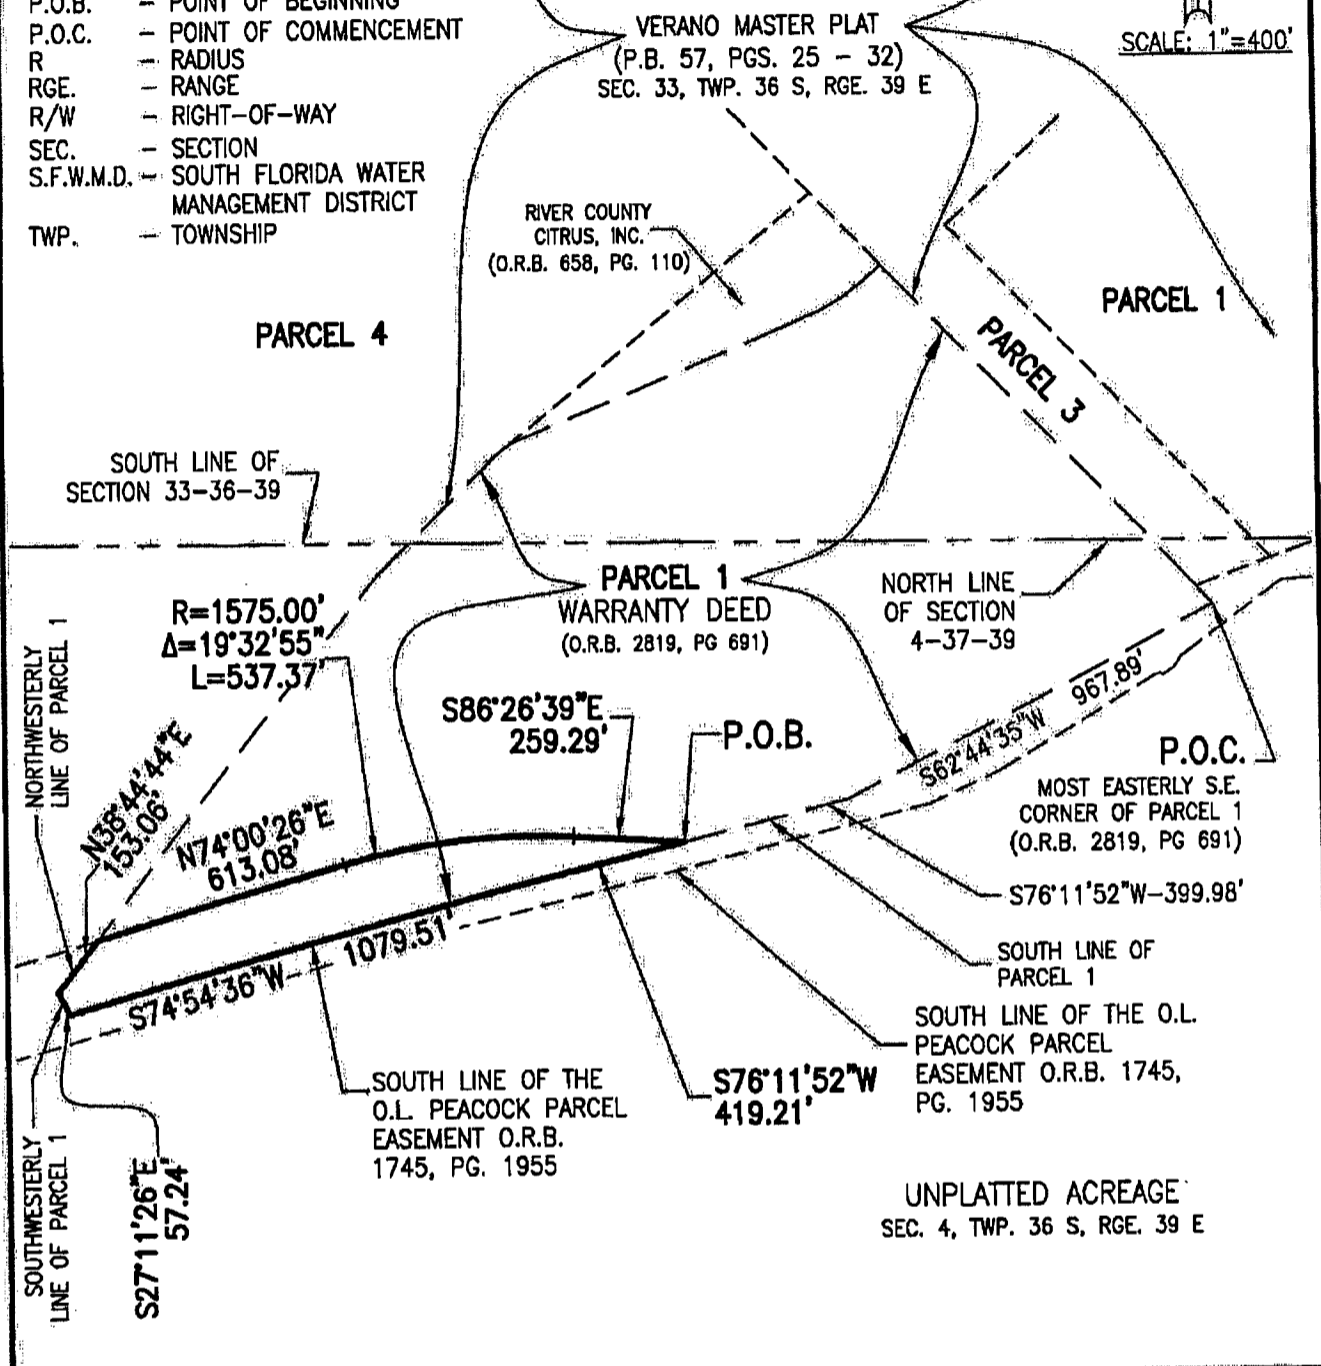 P.O.B. – POINT OF BEGINNING
P.O.C. – POINT OF COMMENCEMENT
R – RADIUS
RGE. – RANGE
R/W – RIGHT-OF-WAY
SEC. – SECTION
S.F.W.M.D. – SOUTH FLORIDA WATER
MANAGEMENT DISTRICT
TWP. – TOWNSHIP
VERANO MASTER PLAT
(P.B. 57, PGS. 25 – 32)
SEC. 33, TWP. 36 S, RGE. 39 E
SCALE: 1"=400'
RIVER COUNTY
CITRUS, INC.
(O.R.B. 658, PG. 110)
PARCEL 4
PARCEL 1
PARCEL 3
SOUTH LINE OF
SECTION 33-36-39
PARCEL 1
WARRANTY DEED
(O.R.B. 2819, PG 691)
NORTH LINE
OF SECTION
4-37-39
R=1575.00'
Δ=19°32'55"
L=537.37'
NORTHWESTERLY
LINE OF PARCEL 1
S86°26'39"E
259.29'
P.O.B.
S62°44'35"W 967.89'
P.O.C.
MOST EASTERLY S.E.
CORNER OF PARCEL 1
(O.R.B. 2819, PG 691)
N38°44'44"E
153.06'
N74°00'26"E
613.08'
S76°11'52"W-399.98'
SOUTH LINE OF
PARCEL 1
S74°54'36"W 1079.51'
SOUTH LINE OF THE O.L.
PEACOCK PARCEL
EASEMENT O.R.B. 1745,
PG. 1955
SOUTH LINE OF THE
O.L. PEACOCK PARCEL
EASEMENT O.R.B.
1745, PG. 1955
S76°11'52"W
419.21'
SOUTHWESTERLY
LINE OF PARCEL 1
S27°11'26"E
57.24'
UNPLATTED ACREAGE
SEC. 4, TWP. 36 S, RGE. 39 E